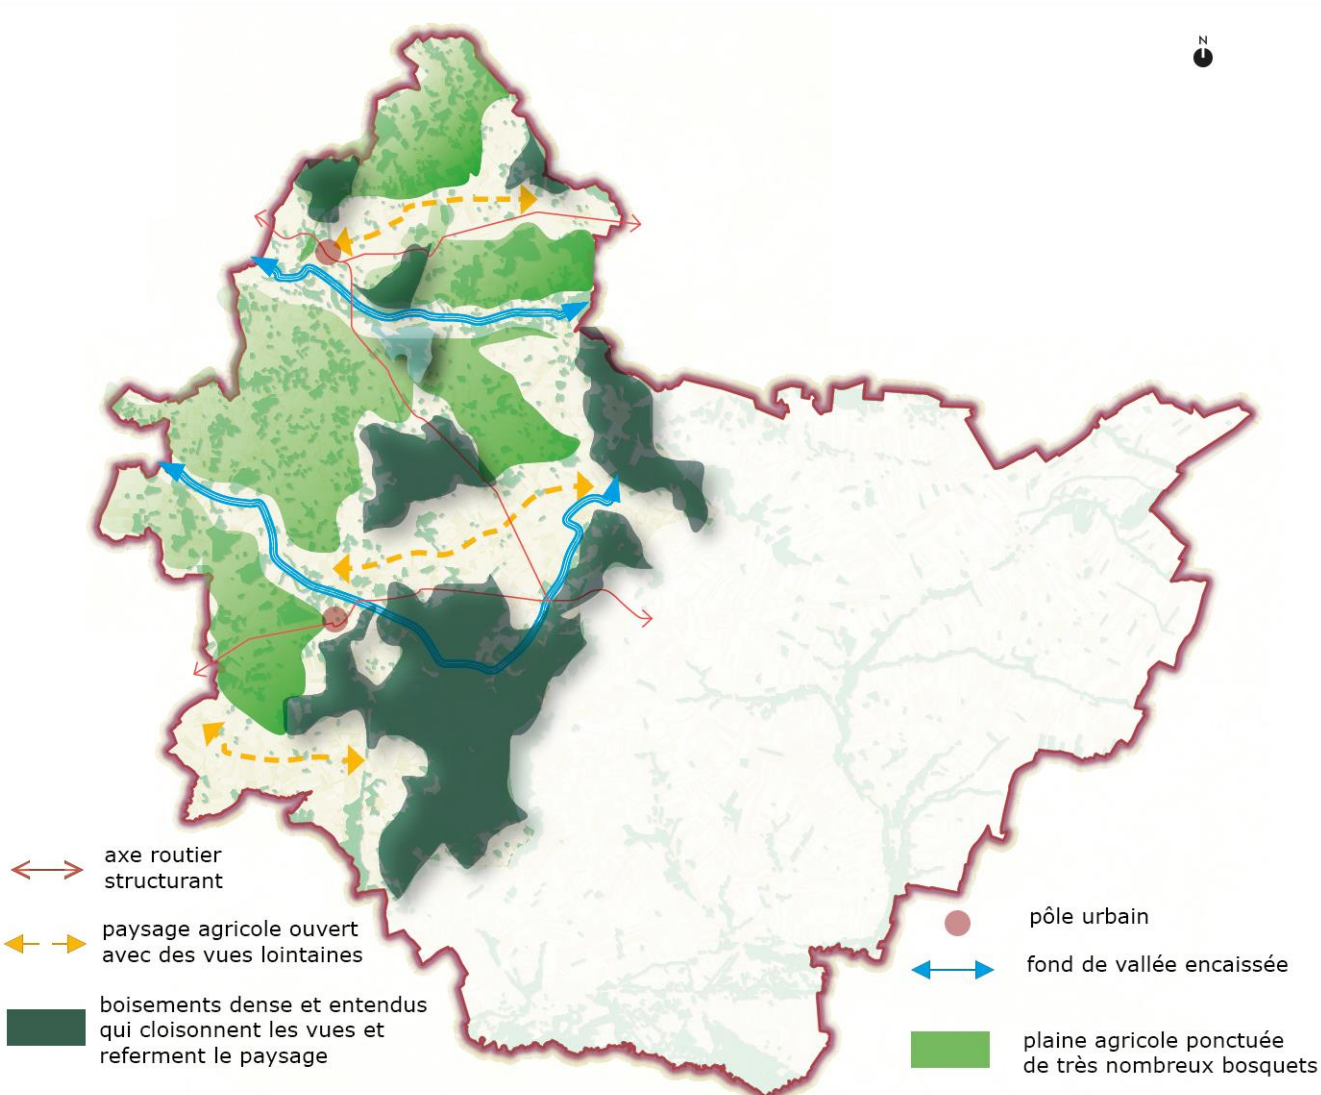 N
axe routier
structurant
paysage agricole ouvert
avec des vues lointaines
boisements dense et entendus
qui cloisonnent les vues et
referment le paysage
pôle urbain
fond de vallée encaissée
plaine agricole ponctuée
de très nombreux bosquets